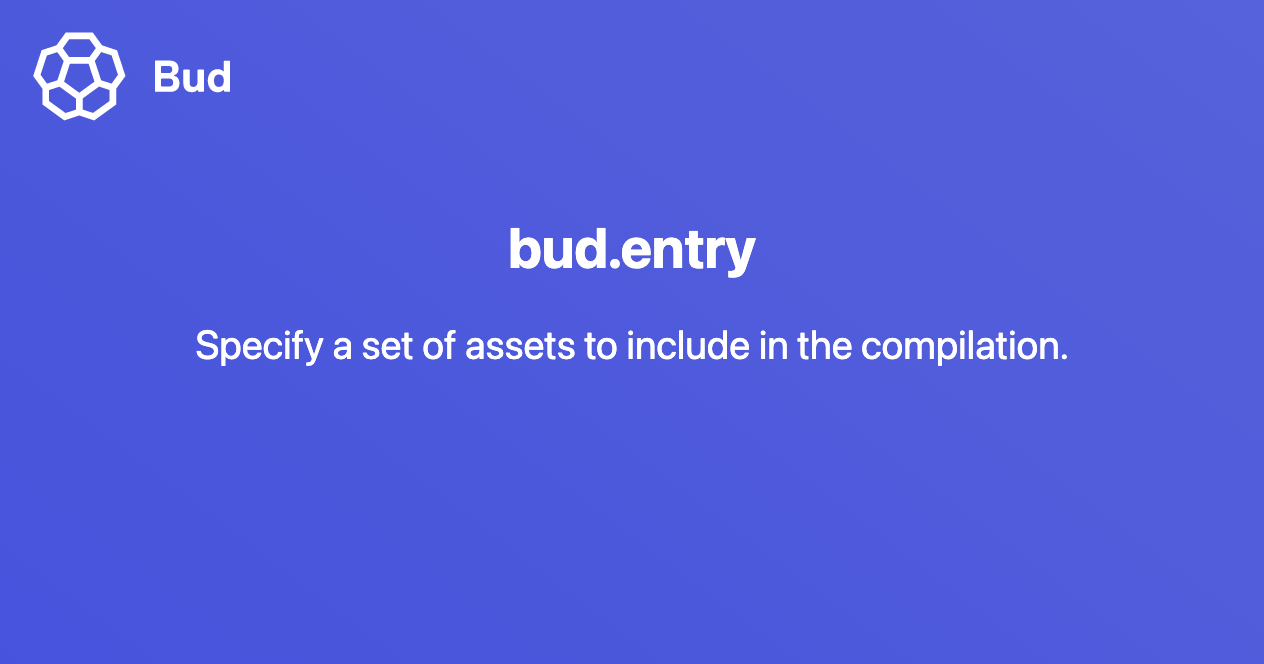 Bud
bud.entry
Specify a set of assets to include in the compilation.